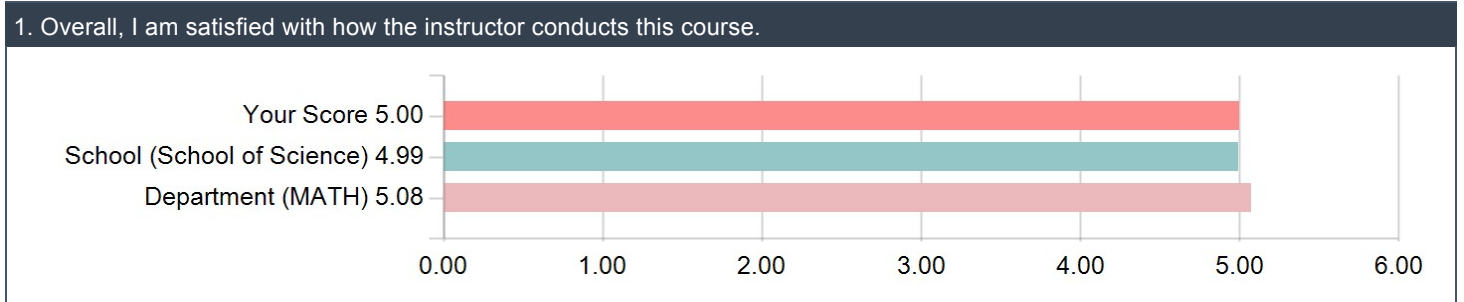 1. Overall, I am satisfied with how the instructor conducts this course.
Your Score 5.00
School (School of Science) 4.99
Department (MATH) 5.08
0.00 1.00 2.00 3.00 4.00 5.00 6.00